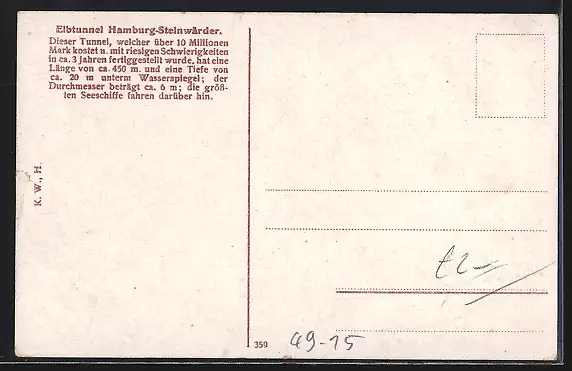 Elbtunnel Hamburg-Steinwärder.
Dieser Tunnel, welcher über 10 Millionen
Mark kostet u. mit riesigen Schwierigkeiten
in ca. 3 Jahren fertiggestellt wurde, hat eine
Länge von ca. 450 m. und eine Tiefe von
ca. 20 m unterm Wasserspiegel; der
Durchmesser beträgt ca. 6 m; die größ-
ten Seeschiffe fahren darüber hin.
K. W., H.
359
49-15